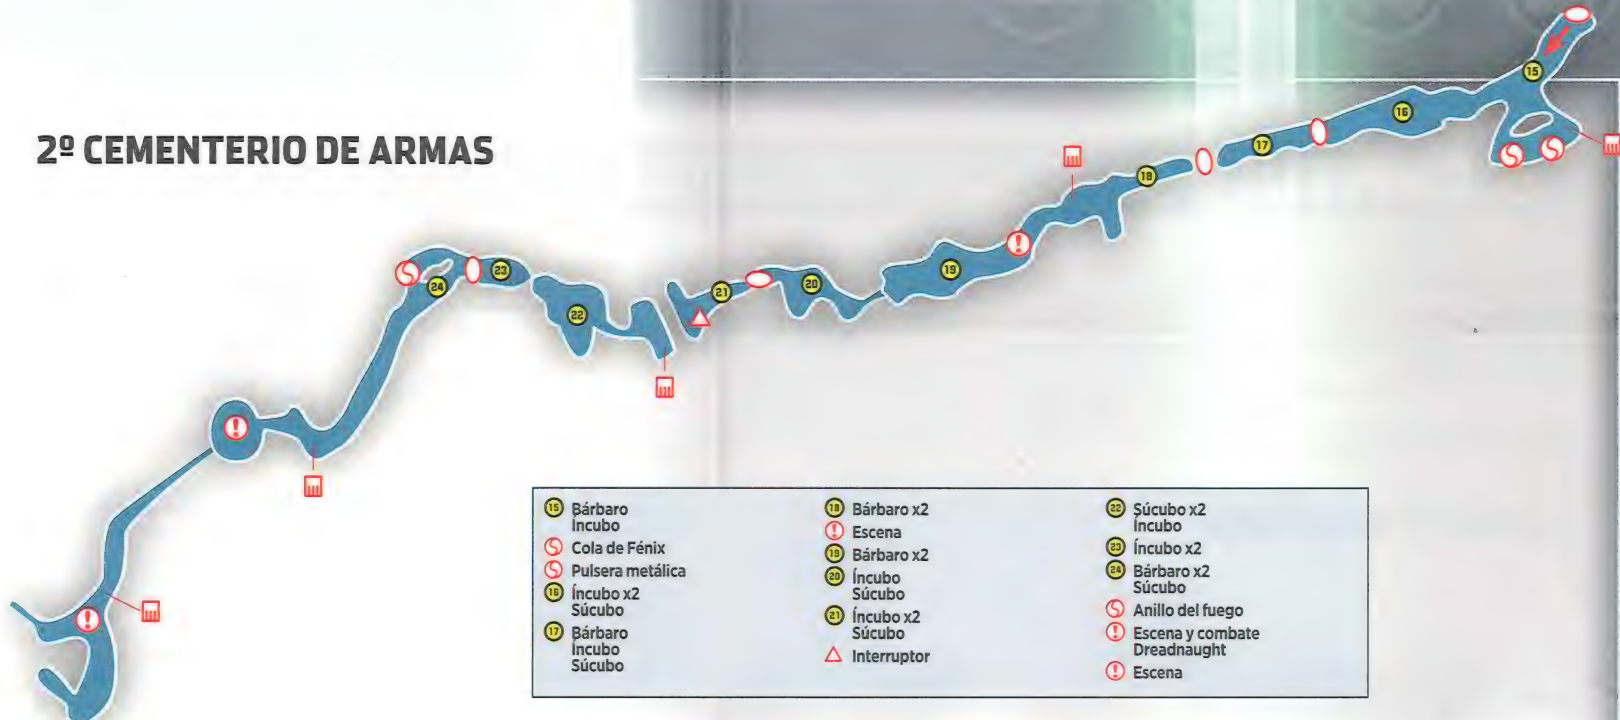 2º CEMENTERIO DE ARMAS
15
16
17
18
19
20
21
22
23
24
15 Bárbaro
Íncubo
Cola de Fénix
Pulsera metálica
16 Íncubo x2
Súcubo
17 Bárbaro
Íncubo
Súcubo
18 Bárbaro x2
! Escena
19 Bárbaro x2
20 Íncubo
Súcubo
21 Íncubo x2
Súcubo
Interruptor
22 Súcubo x2
Íncubo
23 Íncubo x2
24 Bárbaro x2
Súcubo
Anillo del fuego
! Escena y combate
Dreadnaught
! Escena